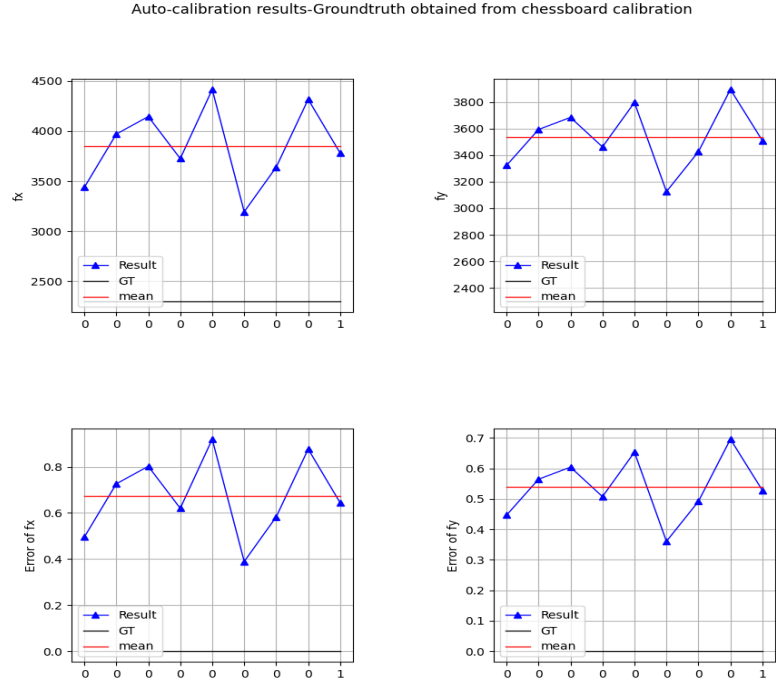 Auto-calibration results-Groundtruth obtained from chessboard calibration
4500
4000
3500
3000
2500
fx
Result
GT
mean
0 0 0 0 0 0 0 0 1
3800
3600
3400
3200
3000
2800
2600
2400
fy
Result
GT
mean
0 0 0 0 0 0 0 0 1
0.8
0.6
0.4
0.2
0.0
Error of fx
Result
GT
mean
0 0 0 0 0 0 0 0 1
0.7
0.6
0.5
0.4
0.3
0.2
0.1
0.0
Error of fy
Result
GT
mean
0 0 0 0 0 0 0 0 1